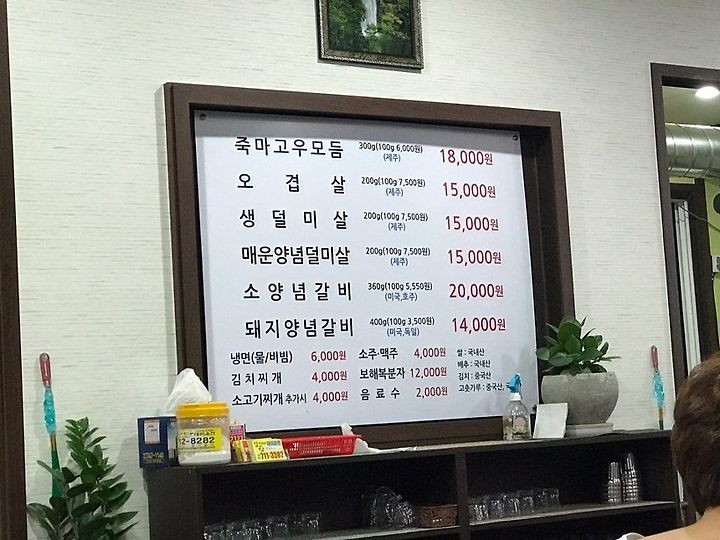 죽마고우모듬 300g(100g 6,000원) (제주) 18,000원
오겹살 200g(100g 7,500원) (제주) 15,000원
생덜미살 200g(100g 7,500원) (제주) 15,000원
매운양념덜미살 200g(100g 7,500원) (제주) 15,000원
소양념갈비 360g(100g 5,550원) (미국,호주) 20,000원
돼지양념갈비 400g(100g 3,500원) (미국,독일) 14,000원
냉면(물/비빔) 6,000원 소주·맥주 4,000원 쌀 : 국내산
김치찌개 4,000원 보해복분자 12,000원 배추 : 국내산
소고기찌개 추가시 4,000원 음료수 2,000원 김치 : 중국산
고춧가루 : 중국산,
2-8282
711-3592